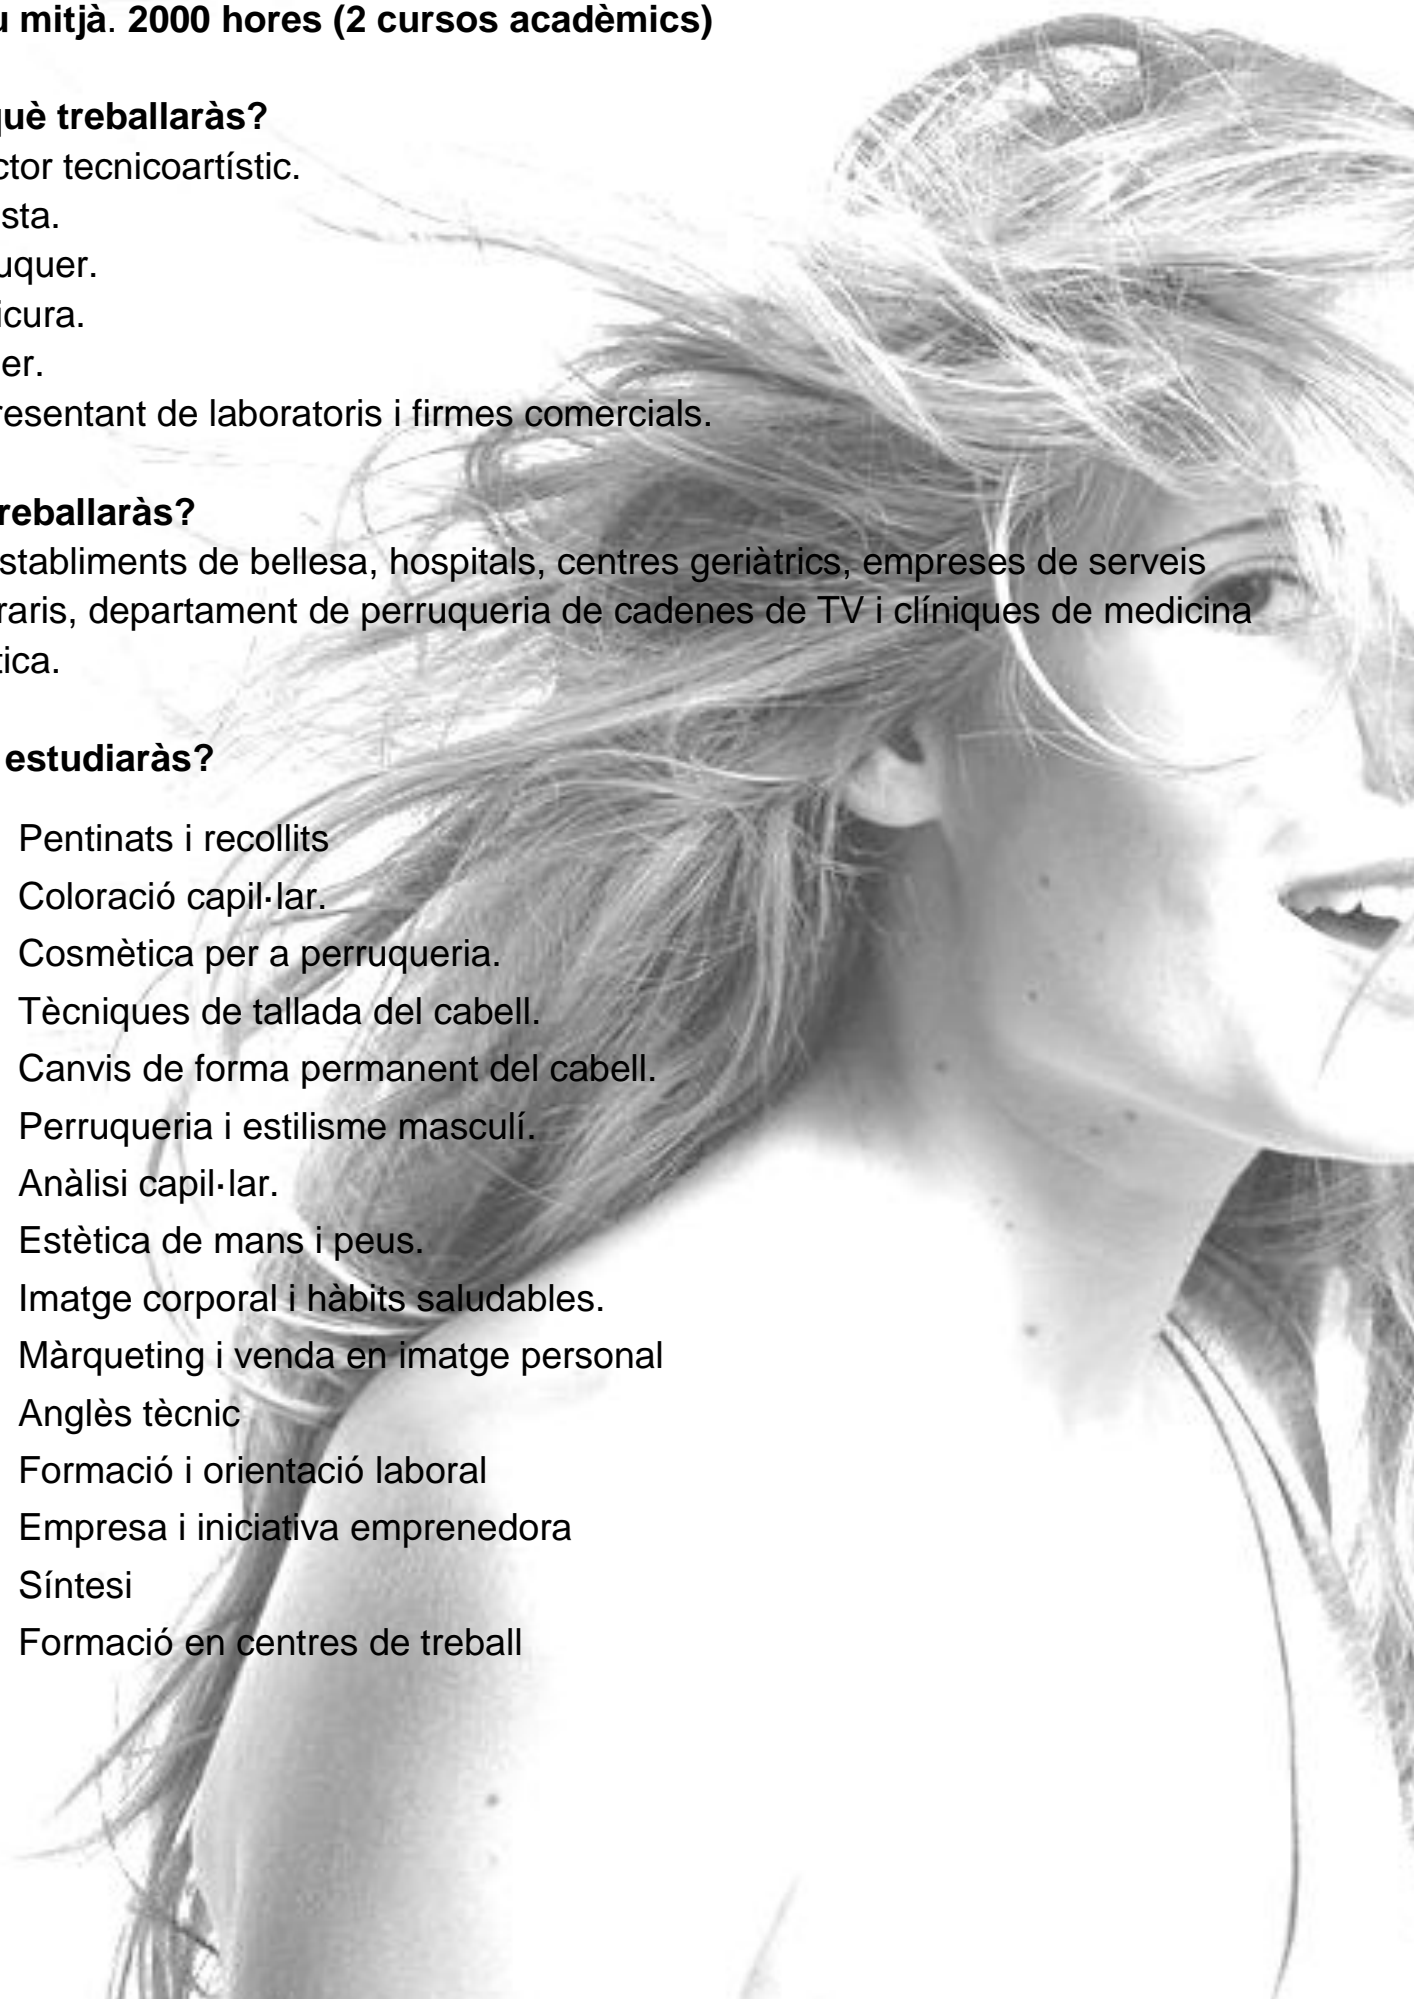 u mitjà. 2000 hores (2 cursos acadèmics)
què treballaràs?
ctor tecnicoartístic.
sta.
uquer.
icura.
er.
resentant de laboratoris i firmes comercials.
reballaràs?
stabliments de bellesa, hospitals, centres geriàtrics, empreses de serveis
raris, departament de perruqueria de cadenes de TV i clíniques de medicina
tica.
estudiaràs?
Pentinats i recollits
Coloració capil·lar.
Cosmètica per a perruqueria.
Tècniques de tallada del cabell.
Canvis de forma permanent del cabell.
Perruqueria i estilisme masculí.
Anàlisi capil·lar.
Estètica de mans i peus.
Imatge corporal i hàbits saludables.
Màrqueting i venda en imatge personal
Anglès tècnic
Formació i orientació laboral
Empresa i iniciativa emprenedora
Síntesi
Formació en centres de treball